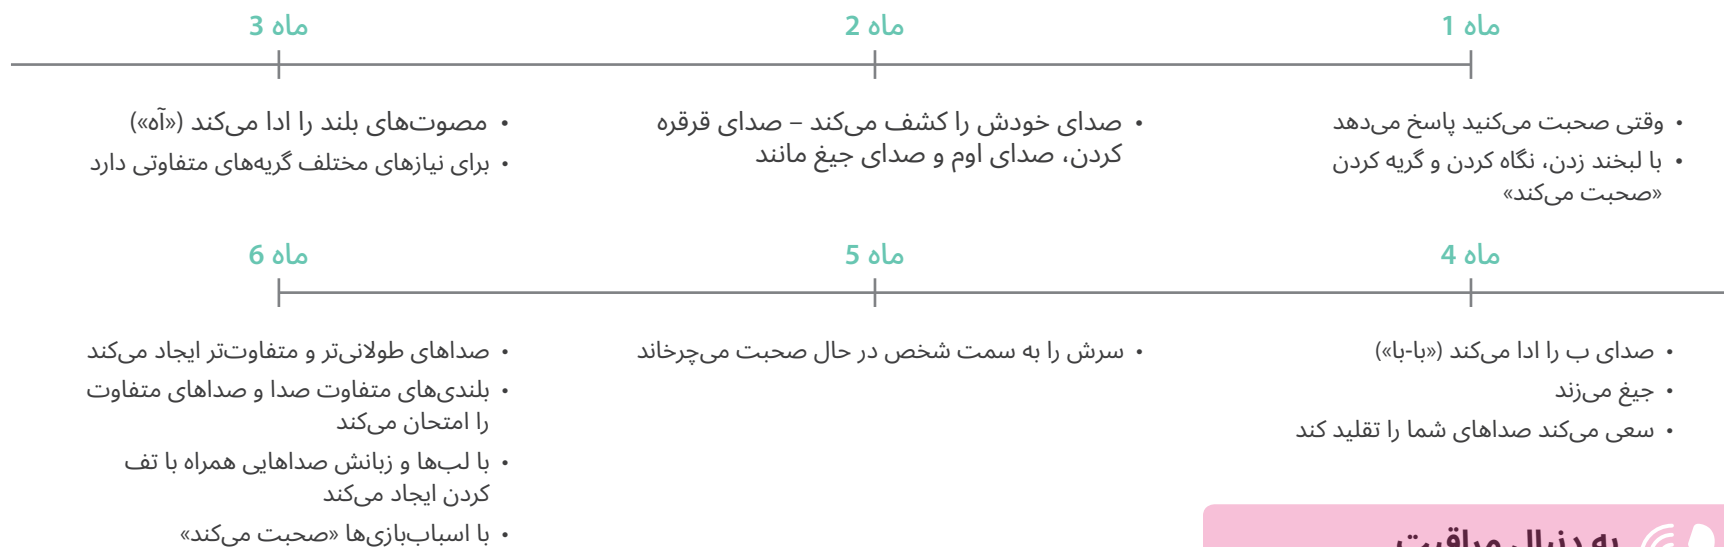 ماه 1
• وقتی صحبت می‌کنید پاسخ می‌دهد
• با لبخند زدن، نگاه کردن و گریه کردن
«صحبت می‌کند»
ماه 2
• صدای خودش را کشف می‌کند – صدای قرقره
کردن، صدای اوم و صدای جیغ مانند
ماه 3
• مصوت‌های بلند را ادا می‌کند («آه»)
• برای نیازهای مختلف گریه‌های متفاوتی دارد
ماه 4
• صدای ب را ادا می‌کند («با-با»)
• جیغ می‌زند
• سعی می‌کند صداهای شما را تقلید کند
ماه 5
• سرش را به سمت شخص در حال صحبت می‌چرخاند
ماه 6
• صداهای طولانی‌تر و متفاوت‌تر ایجاد می‌کند
• بلندی‌های متفاوت صدا و صداهای متفاوت
را امتحان می‌کند
• با لب‌ها و زبانش صداهایی همراه با تف
کردن ایجاد می‌کند
• با اسباب‌بازی‌ها «صحبت می‌کند»
به دنبال مراقبت